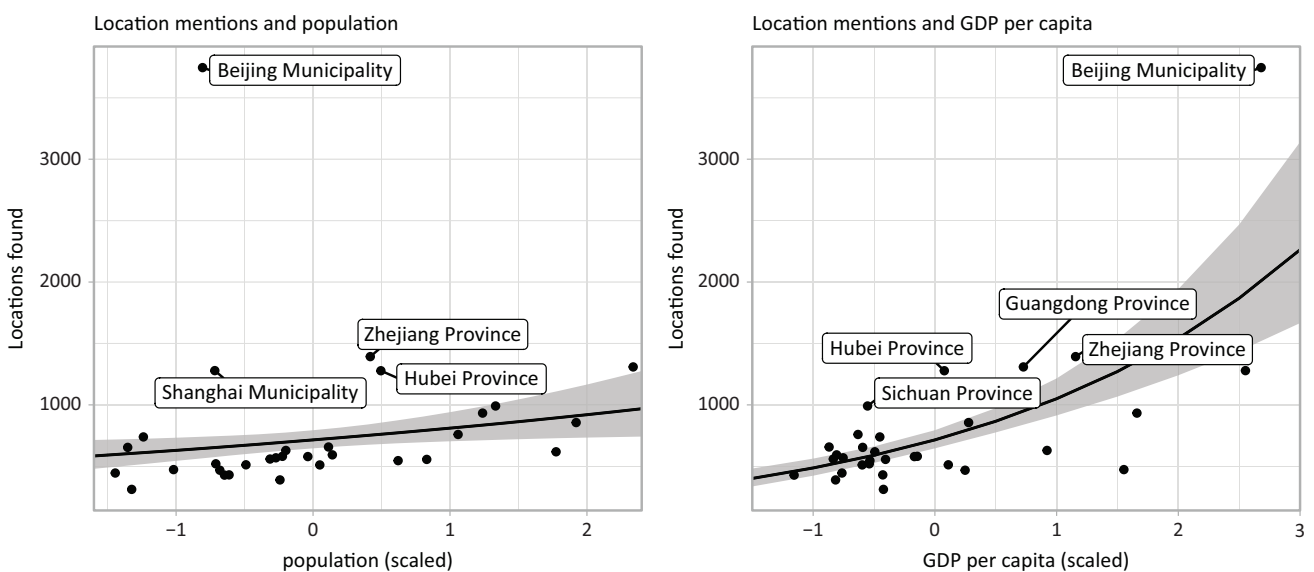 Location mentions and population
Beijing Municipality
Zhejiang Province
Hubei Province
Shanghai Municipality
3000
2000
1000
Locations found
−1
0
1
2
population (scaled)
Location mentions and GDP per capita
Beijing Municipality
Guangdong Province
Hubei Province
Zhejiang Province
Sichuan Province
3000
2000
1000
Locations found
−1
0
1
2
3
GDP per capita (scaled)